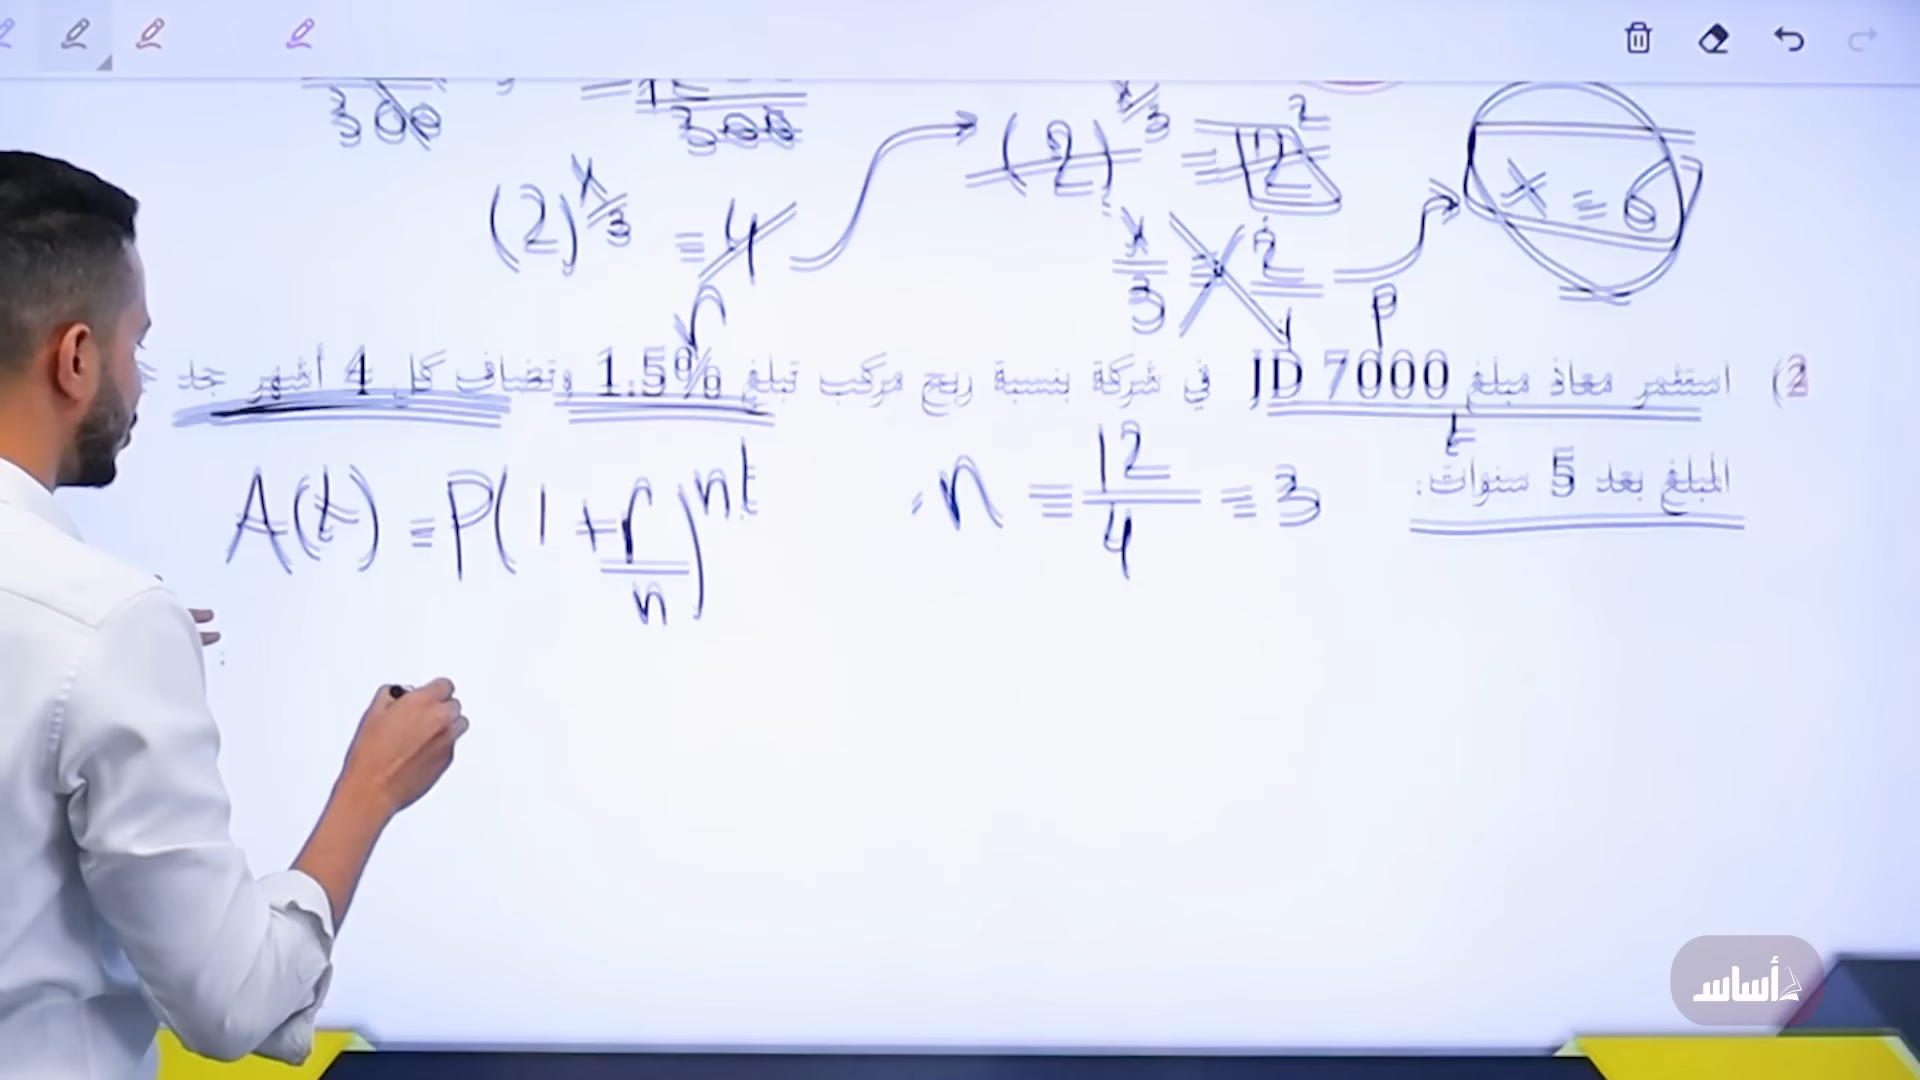 300 = 300
(2)^{x/3} = 4
(2)^{x/3} = 2^2
x/3 = 2/1
x = 6
r
P
2) استثمر معاذ مبلغ JD 7000 في شركة بنسبة ربح مركب تبلغ 1.5% وتضاف كل 4 أشهر جد
t
المبلغ بعد 5 سنوات:
A(t) = P(1 + r/n)^{nt}
n = 12/4 = 3
أساس